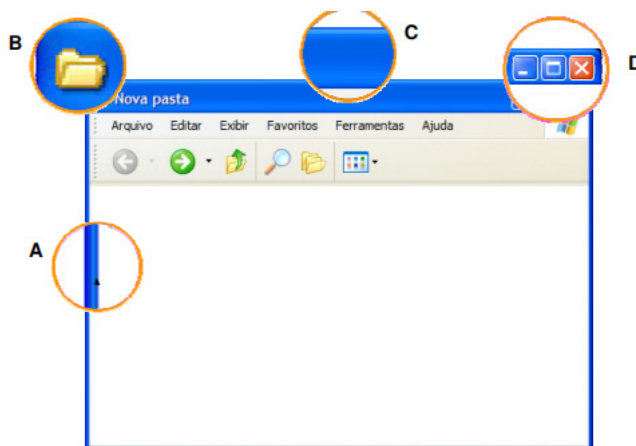 B
C
D
Nova pasta
Arquivo Editar Exibir Favoritos Ferramentas Ajuda
A